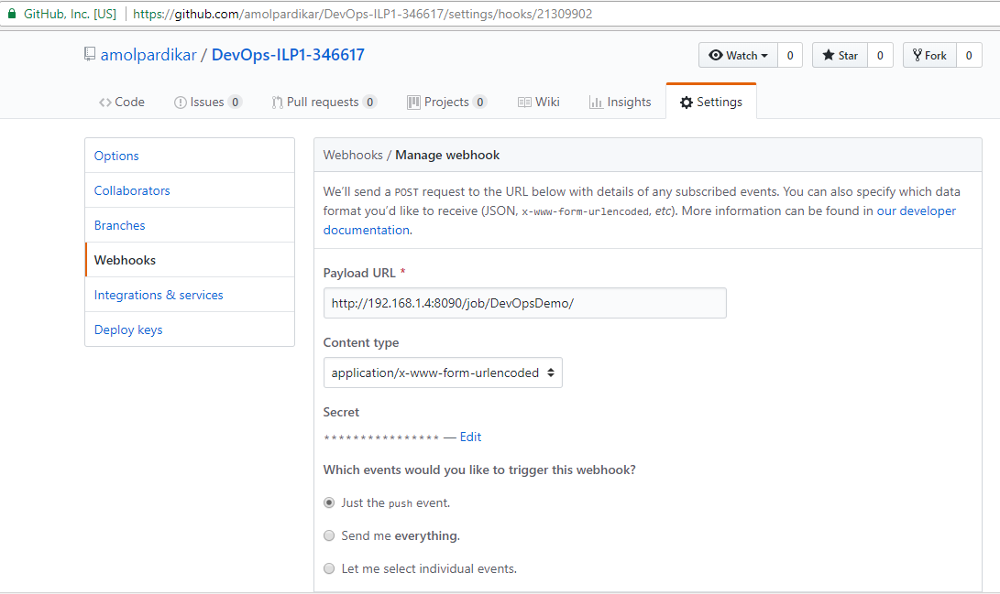 GitHub, Inc. [US] https://github.com/amolpardikar/DevOps-ILP1-346617/settings/hooks/21309902
amolpardikar / DevOps-ILP1-346617
Watch 0 Star 0 Fork 0
Code Issues 0 Pull requests 0 Projects 0 Wiki Insights Settings
Options
Collaborators
Branches
Webhooks
Integrations & services
Deploy keys
Webhooks / Manage webhook
We’ll send a POST request to the URL below with details of any subscribed events. You can also specify which data
format you’d like to receive (JSON, x-www-form-urlencoded, etc). More information can be found in our developer
documentation.
Payload URL *
http://192.168.1.4:8090/job/DevOpsDemo/
Content type
application/x-www-form-urlencoded
Secret
**************** — Edit
Which events would you like to trigger this webhook?
Just the push event.
Send me everything.
Let me select individual events.